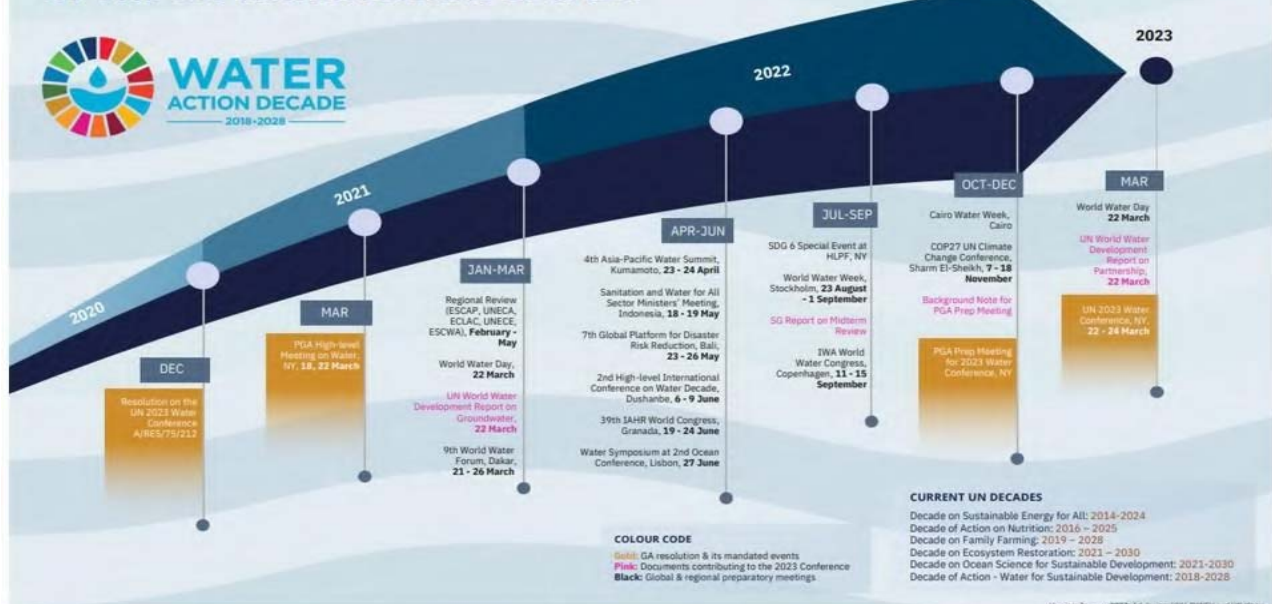 WATER
ACTION DECADE
2018-2028
2020
2021
2022
2023
DEC
Resolution on the
UN 2023 Water
Conference
A/RES/75/212
MAR
PGA High-level
Meeting on Water,
NY, 18, 22 March
JAN-MAR
Regional Review
(ESCAP, UNECA,
ECLAC, UNECE,
ESCWA), February -
May
World Water Day,
22 March
UN World Water
Development Report on
Groundwater,
22 March
9th World Water
Forum, Dakar,
21 - 26 March
APR-JUN
4th Asia-Pacific Water Summit,
Kumamoto, 23 - 24 April
Sanitation and Water for All
Sector Ministers' Meeting,
Indonesia, 18 - 19 May
7th Global Platform for Disaster
Risk Reduction, Bali,
23 - 26 May
2nd High-level International
Conference on Water Decade,
Dushanbe, 6 - 9 June
39th IAHR World Congress,
Granada, 19 - 24 June
Water Symposium at 2nd Ocean
Conference, Lisbon, 27 June
JUL-SEP
SDG 6 Special Event at
HLPF, NY
World Water Week,
Stockholm, 23 August
- 1 September
SG Report on Midterm
Review
IWA World
Water Congress,
Copenhagen, 11 - 15
September
OCT-DEC
Cairo Water Week,
Cairo
COP27 UN Climate
Change Conference,
Sharm El-Sheikh, 7 - 18
November
Background Note for
PGA Prep Meeting
PGA Prep Meeting
for 2023 Water
Conference, NY
MAR
World Water Day
22 March
UN World Water
Development
Report on
Partnership,
22 March
UN 2023 Water
Conference, NY,
22 - 24 March
COLOUR CODE
Gold: GA resolution & its mandated events
Pink: Documents contributing to the 2023 Conference
Black: Global & regional preparatory meetings
CURRENT UN DECADES
Decade on Sustainable Energy for All: 2014-2024
Decade of Action on Nutrition: 2016 – 2025
Decade on Family Farming: 2019 – 2028
Decade on Ecosystem Restoration: 2021 – 2030
Decade on Ocean Science for Sustainable Development: 2021-2030
Decade of Action - Water for Sustainable Development: 2018-2028